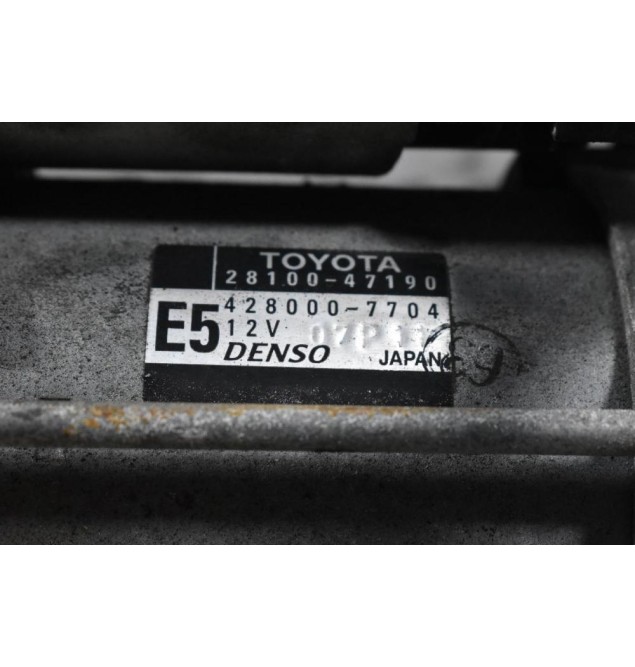 TOYOTA
28100-47190
E5
428000-7704
12V
DENSO
JAPAN